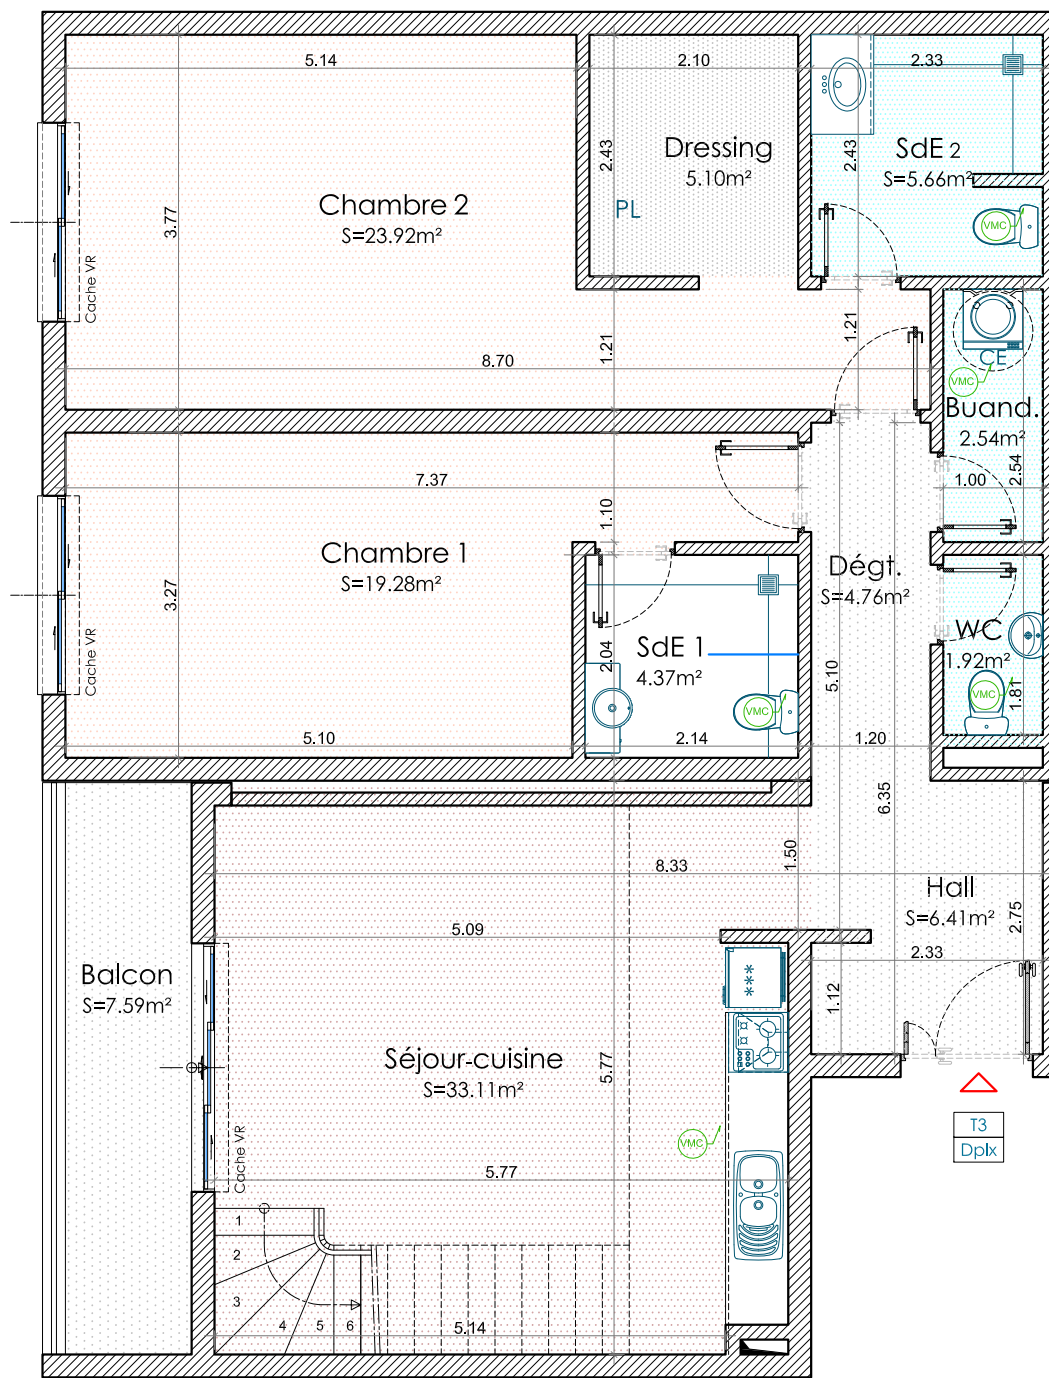 5.14
2.10
2.33
Chambre 2
S=23.92m²
3.77
Cache VR
2.43
Dressing
5.10m²
PL
2.43
SdE 2
S=5.66m²
VMC
1.21
1.21
8.70
CE
VMC
Buand.
2.54m²
2.54
1.00
7.37
1.10
Chambre 1
S=19.28m²
3.27
Cache VR
Dégt.
S=4.76m²
SdE 1
4.37m²
2.04
VMC
WC
1.92m²
VMC
1.81
5.10
5.10
2.14
1.20
6.35
1.50
8.33
Hall
S=6.41m²
2.75
5.09
2.33
1.12
Balcon
S=7.59m²
***
Séjour-cuisine
S=33.11m²
5.77
Cache VR
VMC
5.77
T3
Dplx
1
2
3
4
5
6
5.14